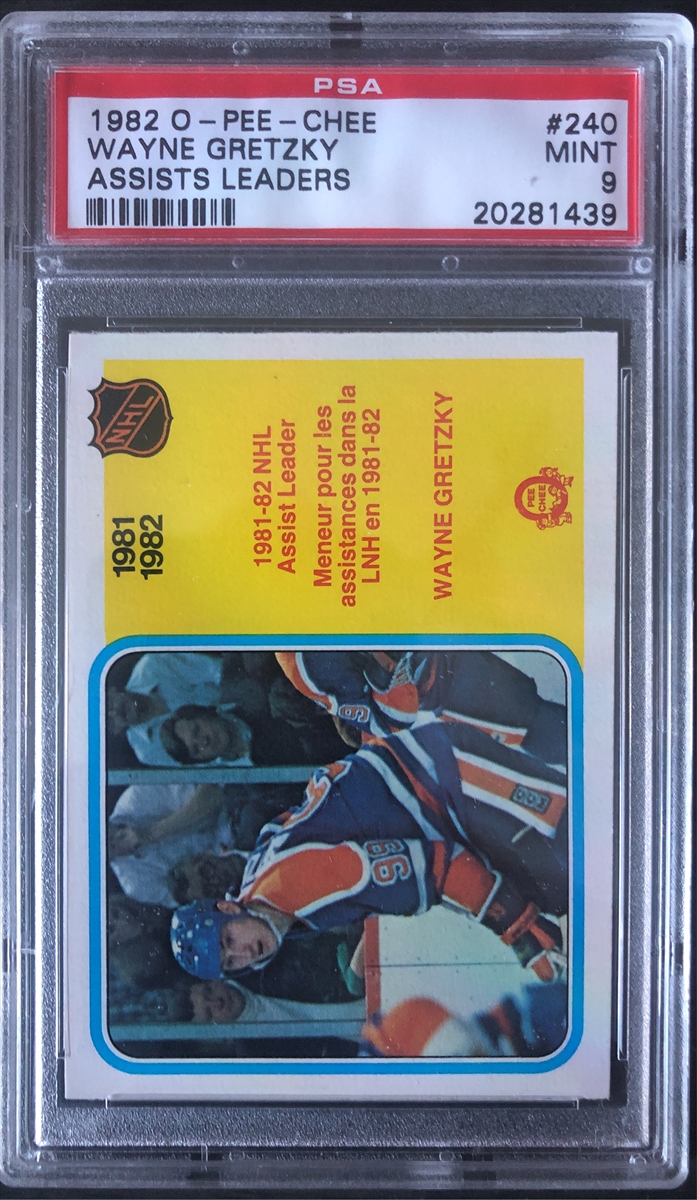 PSA
1982 O-PEE-CHEE #240
WAYNE GRETZKY MINT
ASSISTS LEADERS 9
20281439
NHL
1981
1982
1981-82 NHL
Assist Leader
Meneur pour les
assistances dans la
LNH en 1981-82
WAYNE GRETZKY
O
PEE
CHEE
99
9